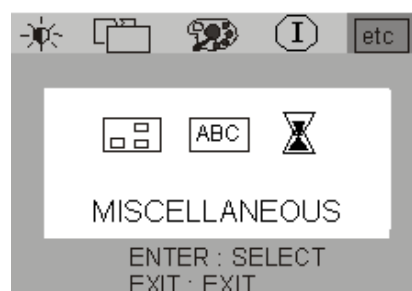 I etc
ABC
MISCELLANEOUS
ENTER : SELECT
EXIT : EXIT